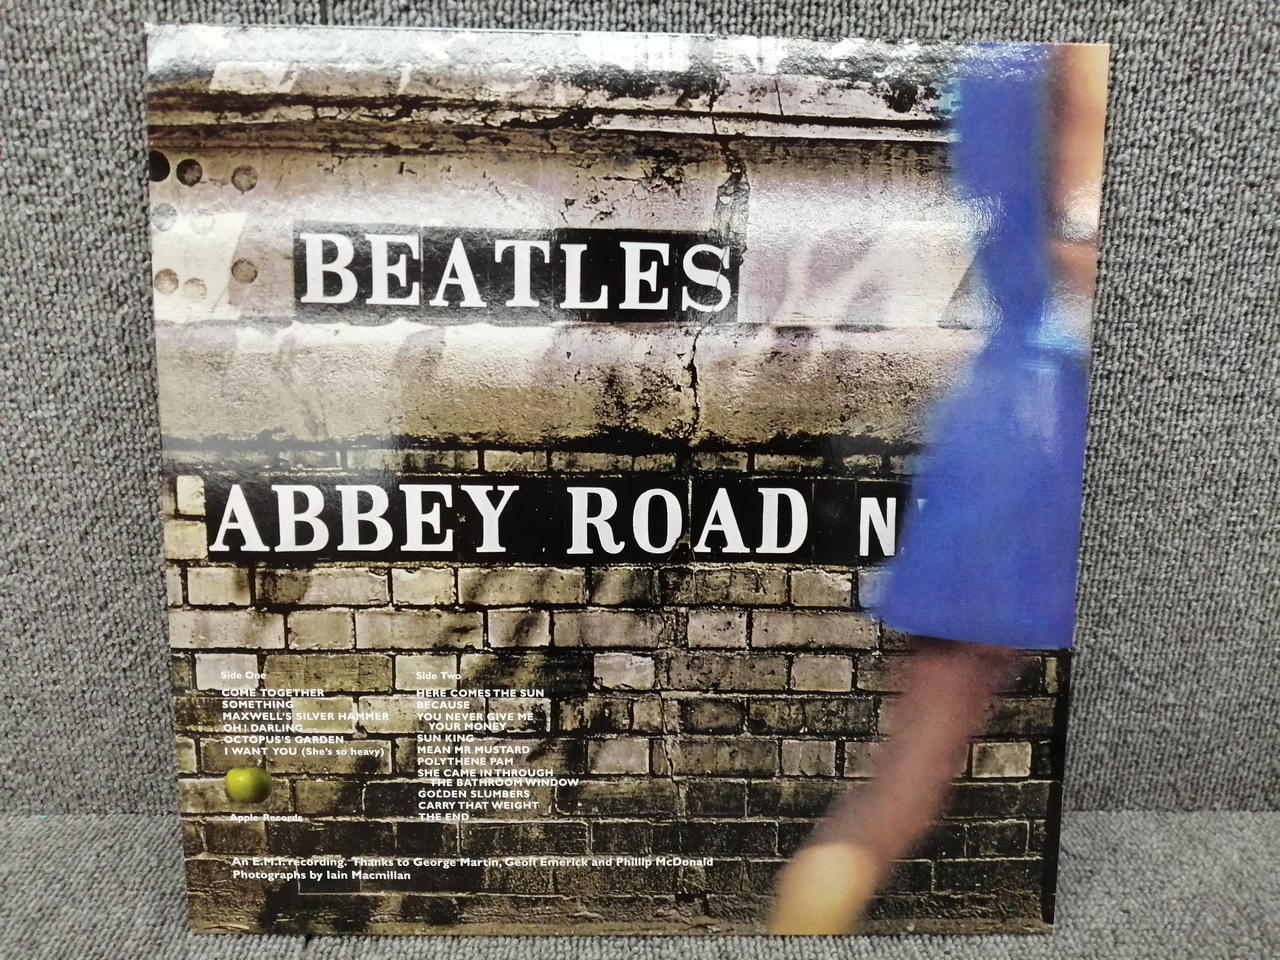 BEATLES
ABBEY ROAD N
Side One
COME TOGETHER
SOMETHING
MAXWELL'S SILVER HAMMER
OH! DARLING
OCTOPUS'S GARDEN
I WANT YOU (She's so heavy)
Apple Records
Side Two
HERE COMES THE SUN
BECAUSE
YOU NEVER GIVE ME
YOUR MONEY
SUN KING
MEAN MR MUSTARD
POLYTHENE PAM
SHE CAME IN THROUGH
THE BATHROOM WINDOW
GOLDEN SLUMBERS
CARRY THAT WEIGHT
THE END
An E.M.I. recording. Thanks to George Martin, Geoff Emerick and Phillip McDonald
Photographs by Iain Macmillan